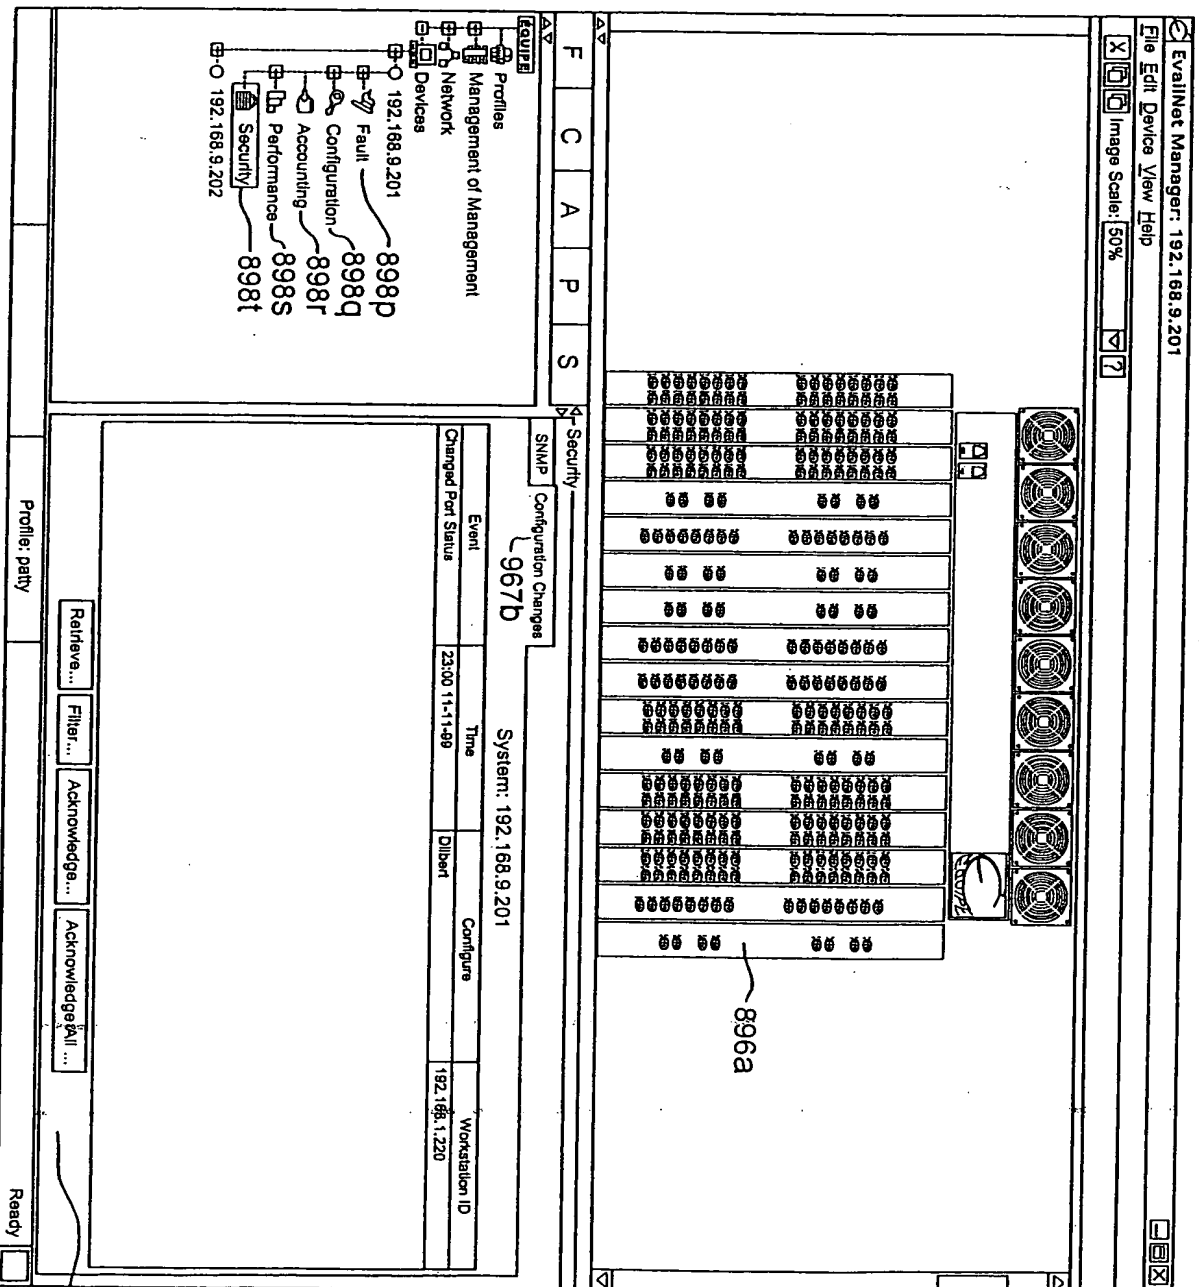 EvailNet Manager: 192.168.9.201
File Edit Device View Help
X Image Scale: 50% ?
896a
EQUIPE
F C A P S
EQUIPE
Profiles
Management of Management
Network
Devices
192.168.9.201
Fault 898p
Configuration 898q
Accounting 898r
Performance 898s
Security 898t
192.168.9.202
Security
SNMP Configuration Changes
967b
System: 192.168.9.201
Event Time Configure Workstation ID
Changed Port Status 23:00 11-11-99 Dilbert 192.168.1.220
Retrieve... Filter... Acknowledge... Acknowledge All ...
Profile: patty
Ready